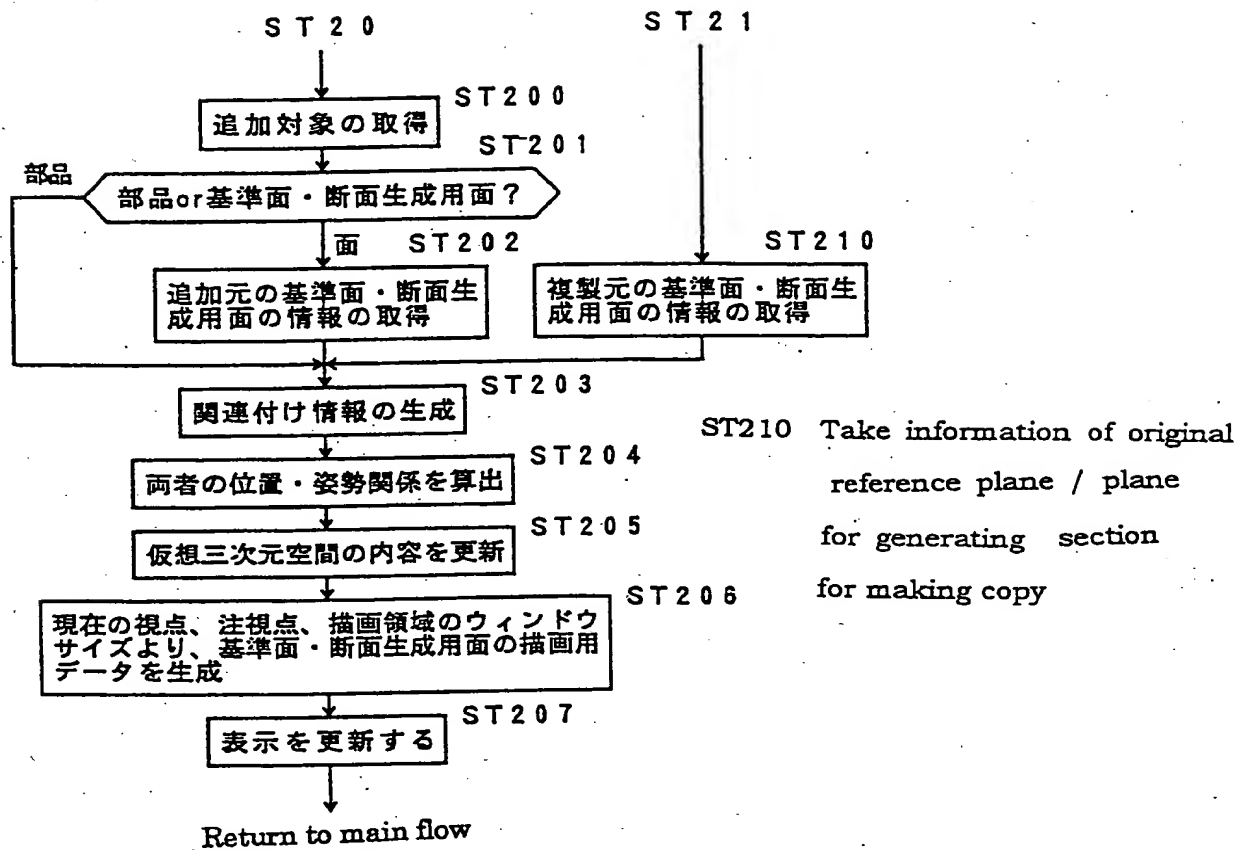 ST20
ST21
ST200
追加対象の取得
ST201
部品
部品or基準面・断面生成用面？
面
ST202
ST210
追加元の基準面・断面生
成用面の情報の取得
複製元の基準面・断面生
成用面の情報の取得
ST203
関連付け情報の生成
ST204
両者の位置・姿勢関係を算出
ST205
仮想三次元空間の内容を更新
ST206
現在の視点、注視点、描画領域のウィンドウ
サイズより、基準面・断面生成用面の描画用
データを生成
ST207
表示を更新する
Return to main flow
ST210 Take information of original
reference plane / plane
for generating section
for making copy